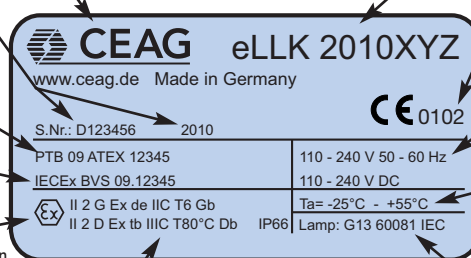 CEAG eLLK 2010XYZ
www.ceag.de Made in Germany
CE 0102
S.Nr.: D123456 2010
PTB 09 ATEX 12345 110 - 240 V 50 - 60 Hz
IECEx BVS 09.12345 110 - 240 V DC
Ex II 2 G Ex de IIC T6 Gb Ta= -25°C - +55°C
II 2 D Ex tb IIIC T80°C Db IP66 Lamp: G13 60081 IEC